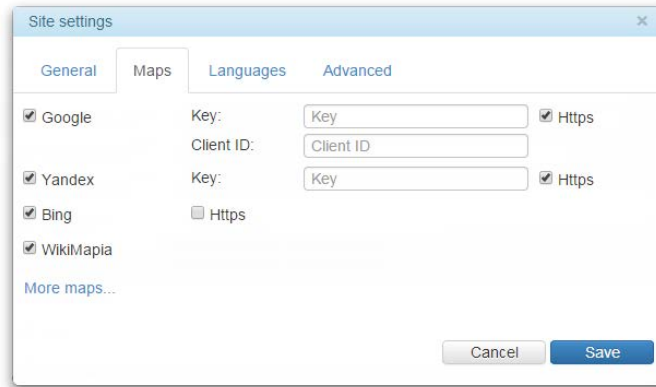 Site settings ×
General Maps Languages Advanced
Google Key: Key Https
Client ID: Client ID
Yandex Key: Key Https
Bing Https
WikiMapia
More maps...
Cancel Save